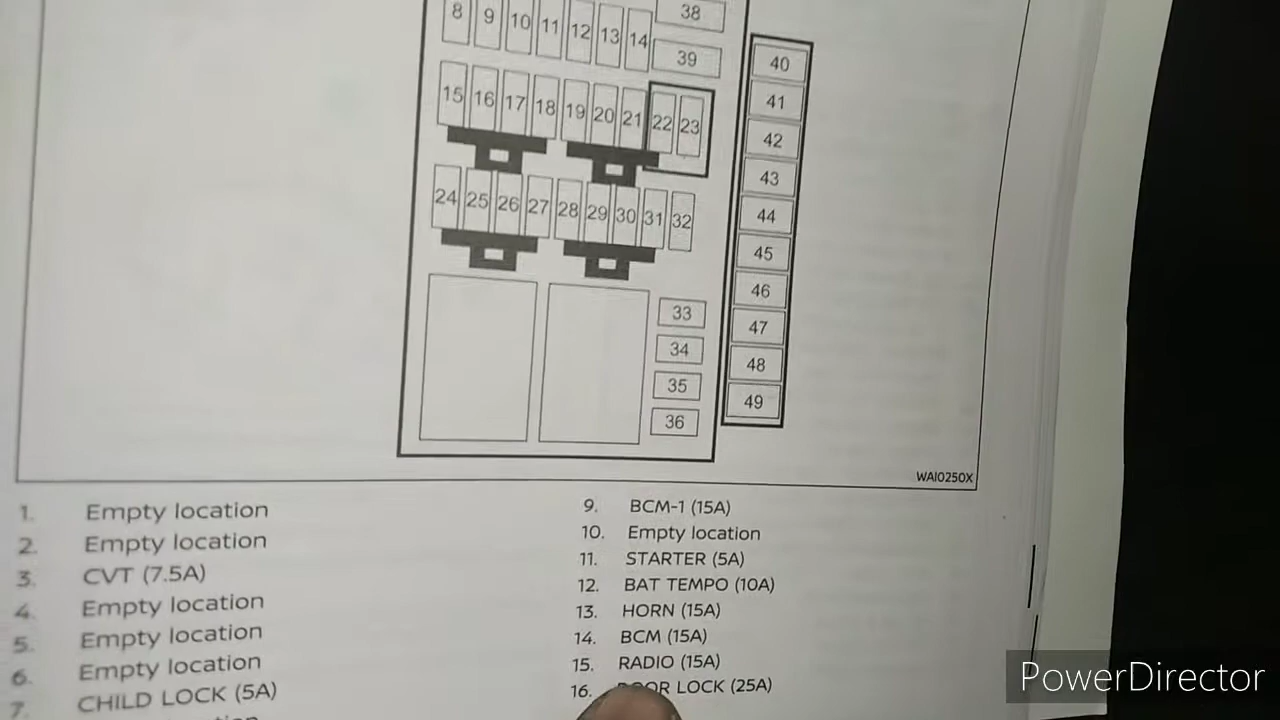 38
8 9 10 11 12 13 14
39
40
41
15 16 17 18 19 20 21 22 23
42
43
24 25 26 27 28 29 30 31 32
44
45
46
33
47
34
48
35
49
36
WAI0250X
1. Empty location
2. Empty location
3. CVT (7.5A)
4. Empty location
5. Empty location
6. Empty location
7. CHILD LOCK (5A)
9. BCM-1 (15A)
10. Empty location
11. STARTER (5A)
12. BAT TEMPO (10A)
13. HORN (15A)
14. BCM (15A)
15. RADIO (15A)
16. DOOR LOCK (25A)
PowerDirector